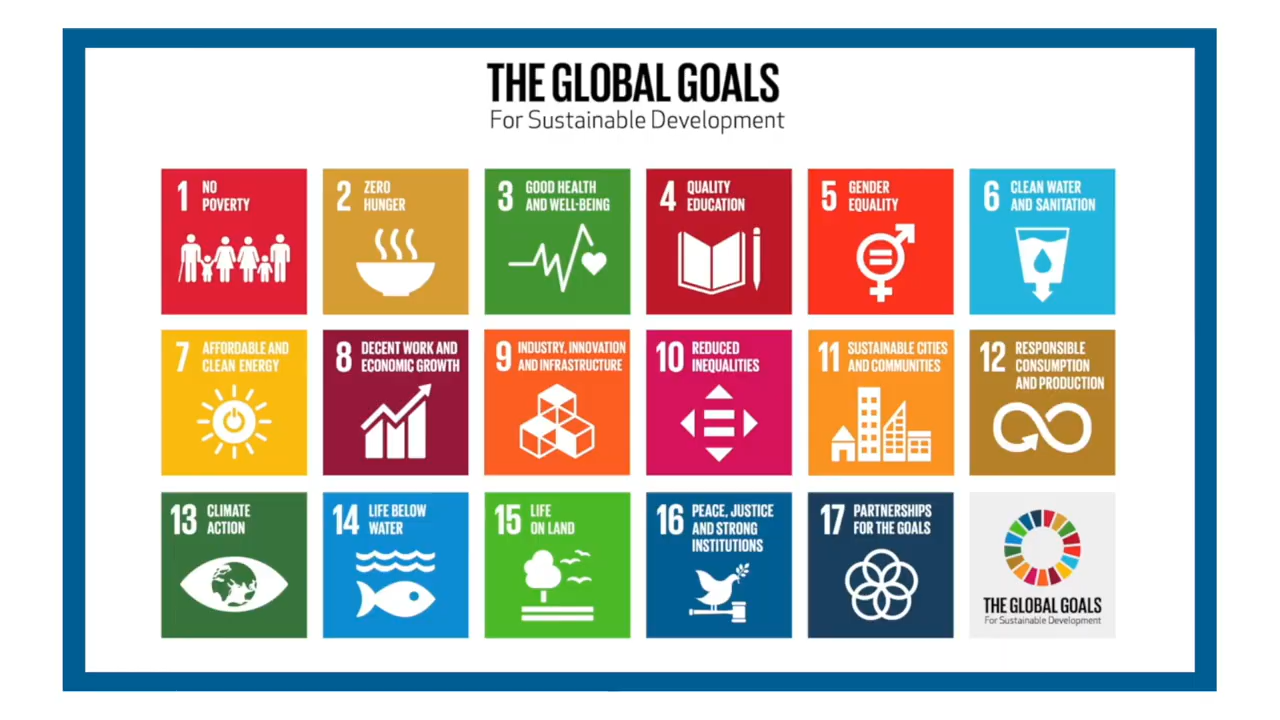 THE GLOBAL GOALS
For Sustainable Development
1 NO
POVERTY
2 ZERO
HUNGER
3 GOOD HEALTH
AND WELL-BEING
4 QUALITY
EDUCATION
5 GENDER
EQUALITY
6 CLEAN WATER
AND SANITATION
7 AFFORDABLE AND
CLEAN ENERGY
8 DECENT WORK AND
ECONOMIC GROWTH
9 INDUSTRY, INNOVATION
AND INFRASTRUCTURE
10 REDUCED
INEQUALITIES
11 SUSTAINABLE CITIES
AND COMMUNITIES
12 RESPONSIBLE
CONSUMPTION
AND PRODUCTION
13 CLIMATE
ACTION
14 LIFE BELOW
WATER
15 LIFE
ON LAND
16 PEACE, JUSTICE
AND STRONG
INSTITUTIONS
17 PARTNERSHIPS
FOR THE GOALS
THE GLOBAL GOALS
For Sustainable Development